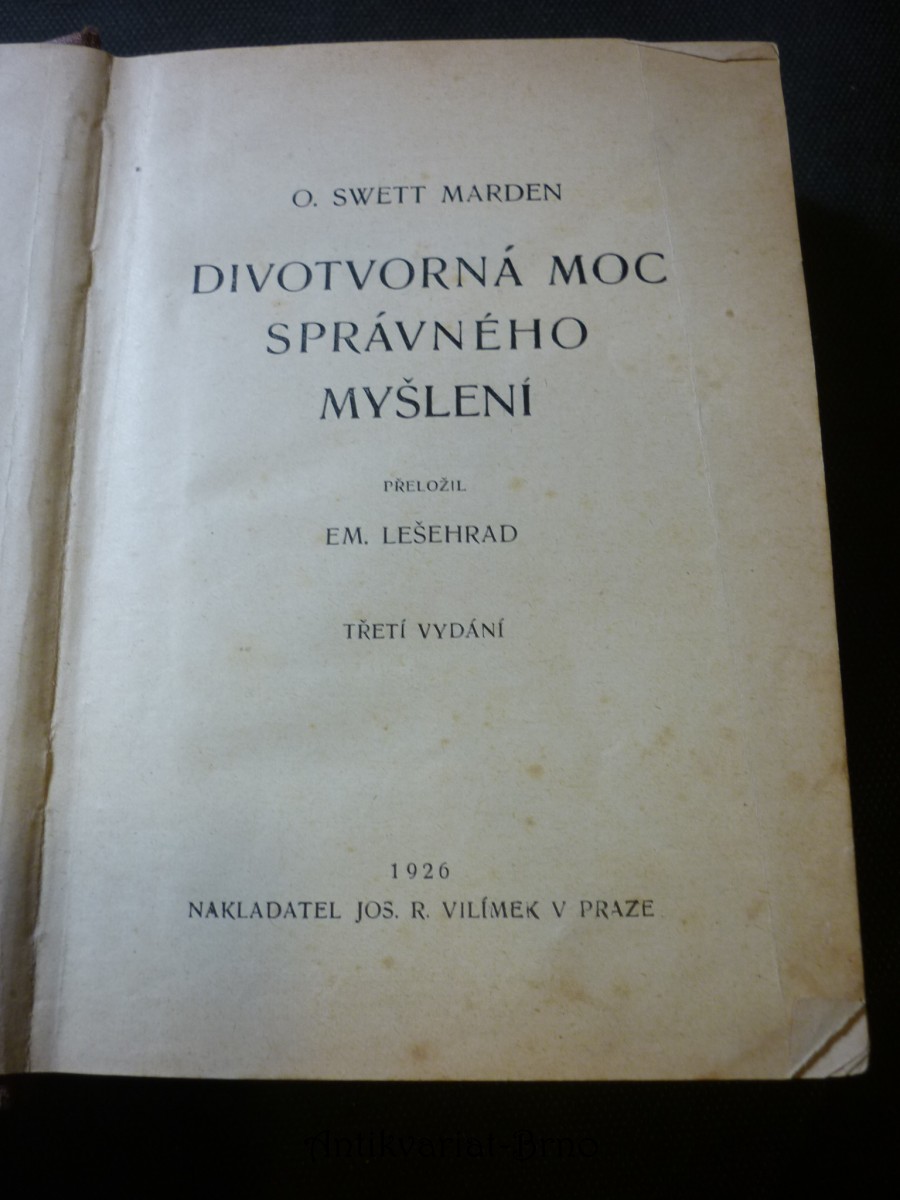 O. SWETT MARDEN
DIVOTVORNÁ MOC
SPRÁVNÉHO
MYŠLENÍ
PŘELOŽIL
EM. LEŠEHRAD
TŘETÍ VYDÁNÍ
1926
NAKLADATEL JOS. R. VILÍMEK V PRAZE
Antikvariat-Brno